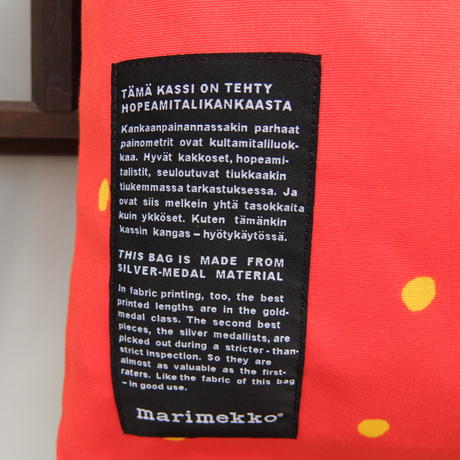 TÄMÄ KASSI ON TEHTY
HOPEAMITALIKANKAASTA
Kankaanpainannassakin parhaat
painometrit ovat kultamitaliluok-
kaa. Hyvät kakkoset, hopeami-
talistit, seuloutuvat tiukkaakin
tiukemmassa tarkastuksessa. Ja
ovat siis melkein yhtä tasokkaita
kuin ykköset. Kuten tämänkin
kassin kangas – hyötykäytössä.
THIS BAG IS MADE FROM
SILVER-MEDAL MATERIAL
In fabric printing, too, the best
printed lengths are in the gold-
medal class. The second best
pieces, the silver medallists, are
picked out during a stricter - than-
strict inspection. So they are
almost as valuable as the first-
raters. Like the fabric of this bag
– in good use.
marimekko®